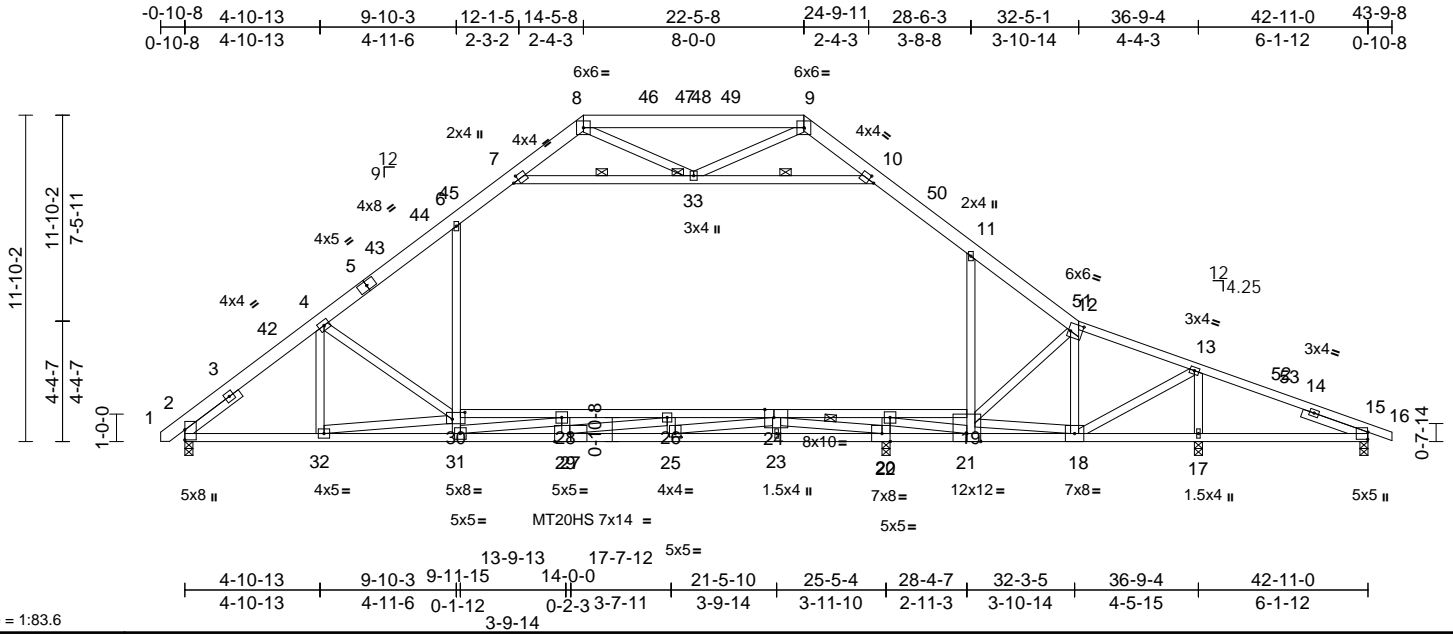 -0-10-8 4-10-13 9-10-3 12-1-5 14-5-8 22-5-8 24-9-11 28-6-3 32-5-1 36-9-4 42-11-0 43-9-8
0-10-8 4-10-13 4-11-6 2-3-2 2-4-3 8-0-0 2-4-3 3-8-8 3-10-14 4-4-3 6-1-12 0-10-8
6x6= 6x6=
8 46 47 48 49 9
2x4 II 4x4 4x4
7 10
12
9
6 45 50
4x8 44 33 2x4 II
3x4 II 11
4x5 43
5
11-10-2 11-10-2 7-5-11
6x6 12
4.25
4x4 4 51 12
42 3x4
13
3x4
3 52 53 14
4-4-7 4-4-7
1-0-0 1 2 15 16 0-7-14
0-10-8
30 28 26 24 19
8x10=
32 31 29 27 25 23 20 22 21 18 17
5x8 II 4x5= 5x8= 5x5= 4x4= 1.5x4 II 7x8= 12x12= 7x8= 1.5x4 II 5x5 II
5x5= MT20HS 7x14 = 5x5=
5x5=
13-9-13 17-7-12
4-10-13 9-10-3 9-11-15 14-0-0 21-5-10 25-5-4 28-4-7 32-3-5 36-9-4 42-11-0
4-10-13 4-11-6 0-1-12 0-2-3 3-7-11 3-9-14 3-11-10 2-11-3 3-10-14 4-5-15 6-1-12
3-9-14
= 1:83.6